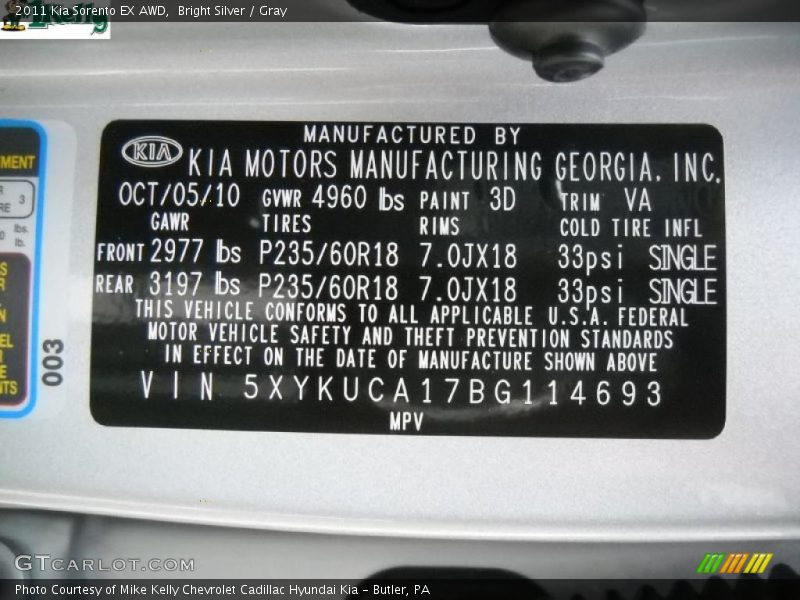 2011 Kia Sorento EX AWD, Bright Silver / Gray
MANUFACTURED BY
KIA KIA MOTORS MANUFACTURING GEORGIA, INC.
OCT/05/10 GVWR 4960 lbs PAINT 3D TRIM VA
GAWR TIRES RIMS COLD TIRE INFL
FRONT 2977 lbs P235/60R18 7.0JX18 33psi SINGLE
REAR 3197 lbs P235/60R18 7.0JX18 33psi SINGLE
THIS VEHICLE CONFORMS TO ALL APPLICABLE U.S.A. FEDERAL
MOTOR VEHICLE SAFETY AND THEFT PREVENTION STANDARDS
IN EFFECT ON THE DATE OF MANUFACTURE SHOWN ABOVE
VIN 5XYKUCA17BG114693
MPV
003
3
lbs.
lb.
GTCARLOT.COM
Photo Courtesy of Mike Kelly Chevrolet Cadillac Hyundai Kia – Butler, PA